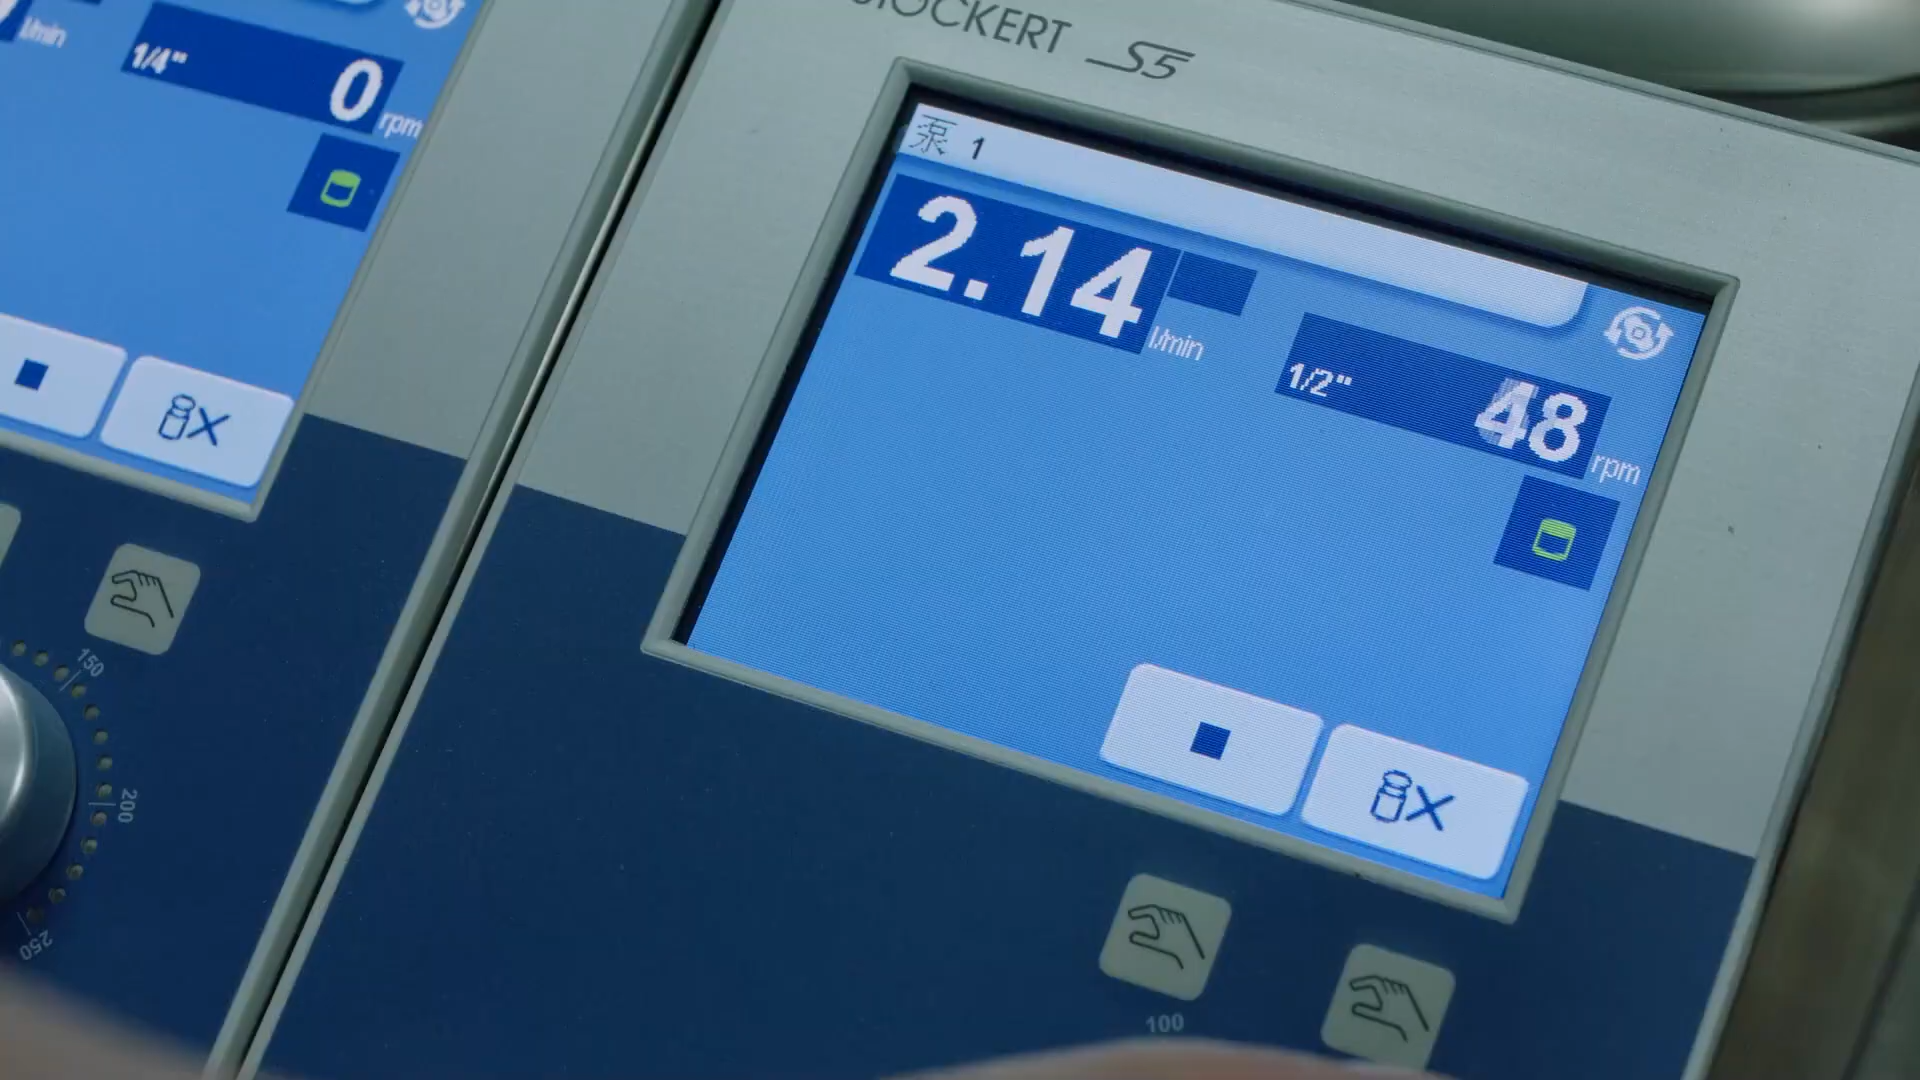 l/min
1/4"
0
rpm
150
200
250
STOCKERT S5
泵 1
2.14
l/min
1/2"
48
rpm
100